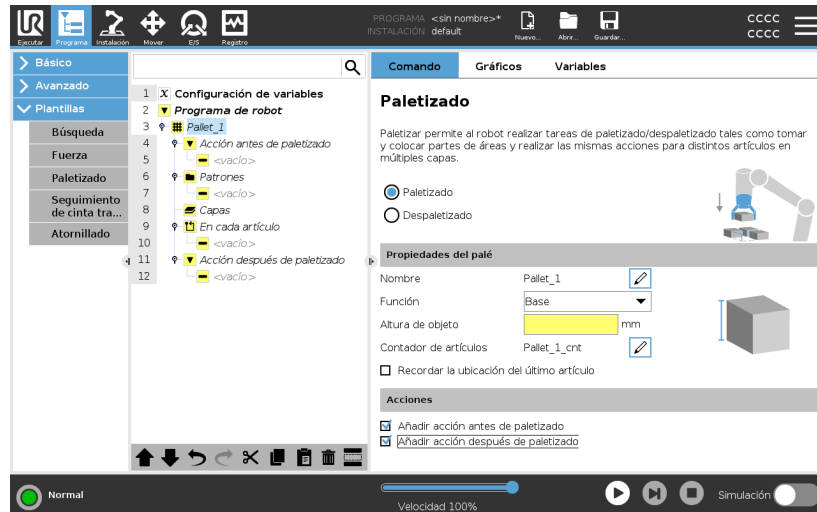 UR
PROGRAMA <sin nombre>*
INSTALACIÓN default
cccc
cccc
Ejecutar Programa Instalación Mover E/S Registro Nuevo... Abrir... Guardar...
Básico
Avanzado
Plantillas
Búsqueda
Fuerza
Paletizado
Seguimiento
de cinta tra...
Atornillado
1 X Configuración de variables
2 Programa de robot
3 Pallet_1
4 Acción antes de paletizado
5 <vacío>
6 Patrones
7 <vacío>
8 Capas
9 En cada artículo
10 <vacío>
11 Acción después de paletizado
12 <vacío>
Comando Gráficos Variables
Paletizado
Paletizar permite al robot realizar tareas de paletizado/despaletizado tales como tomar
y colocar partes de áreas y realizar las mismas acciones para distintos artículos en
múltiples capas.
Paletizado
Despaletizado
Propiedades del palé
Nombre Pallet_1
Función Base
Altura de objeto mm
Contador de artículos Pallet_1_cnt
Recordar la ubicación del último artículo
Acciones
Añadir acción antes de paletizado
Añadir acción después de paletizado
Normal
Velocidad 100%
Simulación